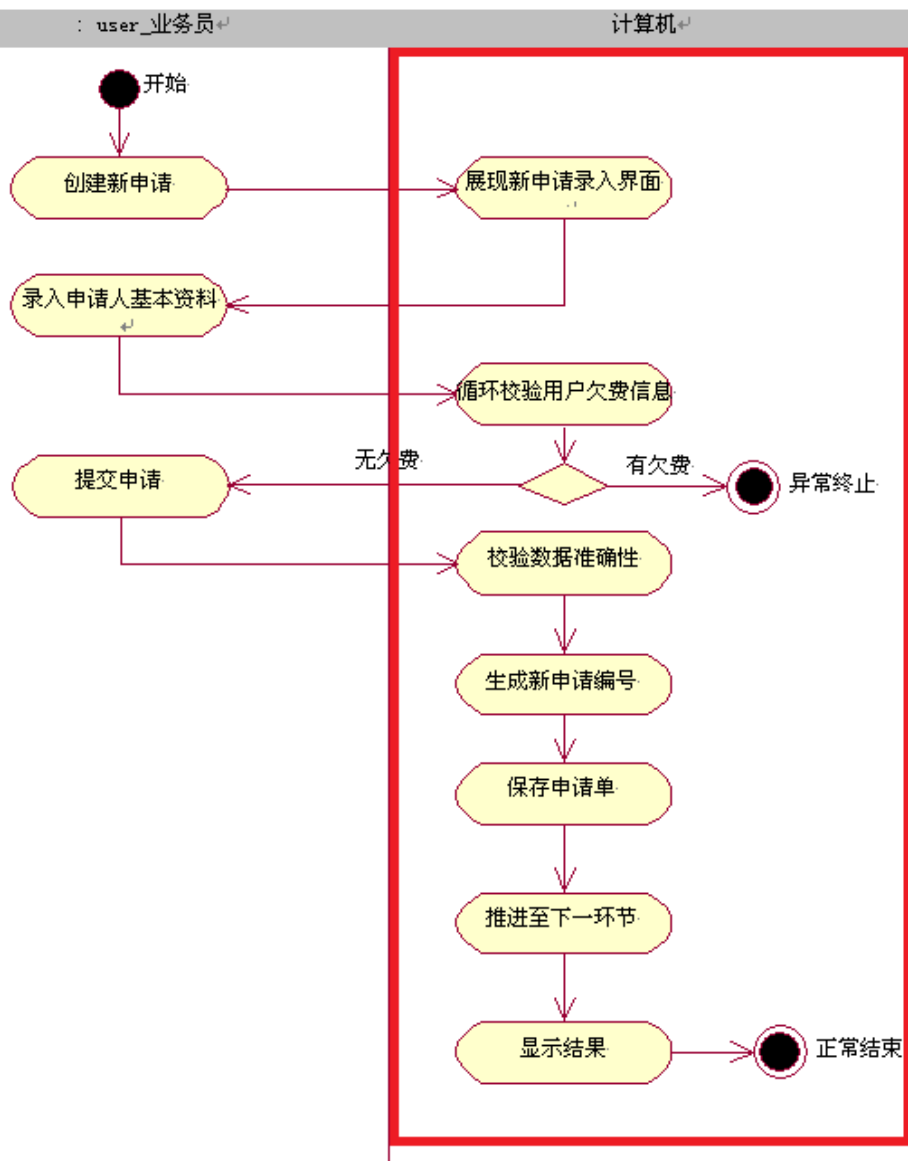 : user_业务员
计算机
开始
创建新申请
展现新申请录入界面
录入申请人基本资料
循环校验用户欠费信息
无欠费
有欠费
提交申请
异常终止
校验数据准确性
生成新申请编号
保存申请单
推进至下一环节
显示结果
正常结束